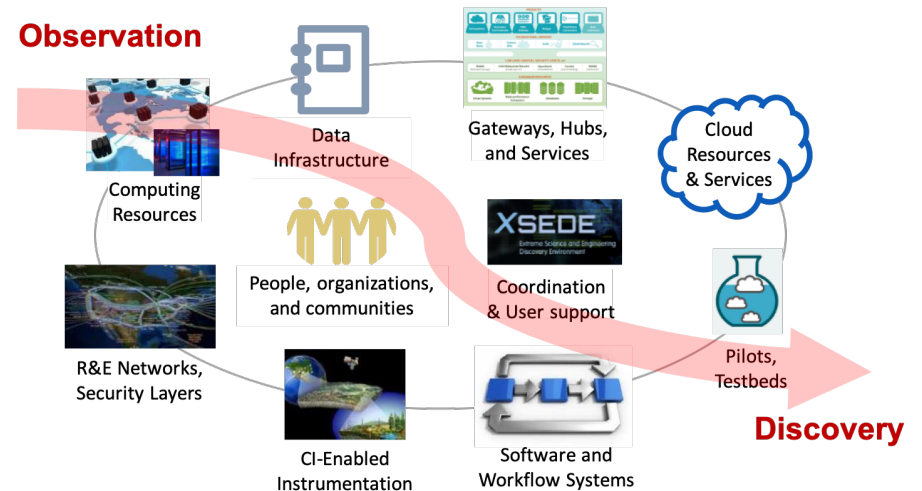 Observation
Data
Infrastructure
Gateways, Hubs,
and Services
Cloud
Resources
& Services
Computing
Resources
XSEDE
Extreme Science and Engineering
Discovery Environment
People, organizations,
and communities
Coordination
& User support
R&E Networks,
Security Layers
Pilots,
Testbeds
CI-Enabled
Instrumentation
Software and
Workflow Systems
Discovery